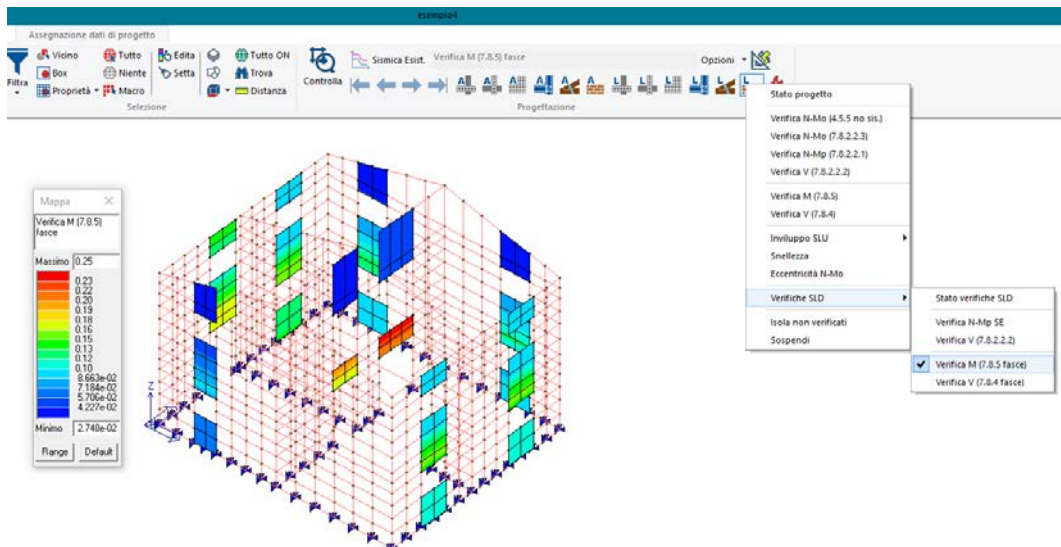 esempio4
Assegnazione dati di progetto
Filtra
Vicino
Tutto
Edita
Tutto ON
Box
Niente
Setta
Trova
Proprietà
Macro
Distanza
Selezione
Controlla
Sismica Esist.
Verifica M (7.8.5) fasce
Opzioni
Progettazione
Stato progetto
Verifica N-Mo (4.5.5 no sis.)
Verifica N-Mo (7.8.2.2.3)
Verifica N-Mp (7.8.2.2.1)
Verifica V (7.8.2.2.2)
Verifica M (7.8.5)
Verifica V (7.8.4)
Inviluppo SLU
Snellezza
Eccentricità N-Mo
Verifiche SLD
Isola non verificati
Sospendi
Stato verifiche SLD
Verifica N-Mp SE
Verifica V (7.8.2.2.2)
Verifica M (7.8.5 fasce)
Verifica V (7.8.4 fasce)
Mappa
Verifica M (7.8.5)
fasce
Massimo 0.25
0.23
0.22
0.20
0.19
0.18
0.16
0.15
0.13
0.12
0.10
8.663e-02
7.184e-02
5.706e-02
4.227e-02
Minimo 2.748e-02
Range Default
Z